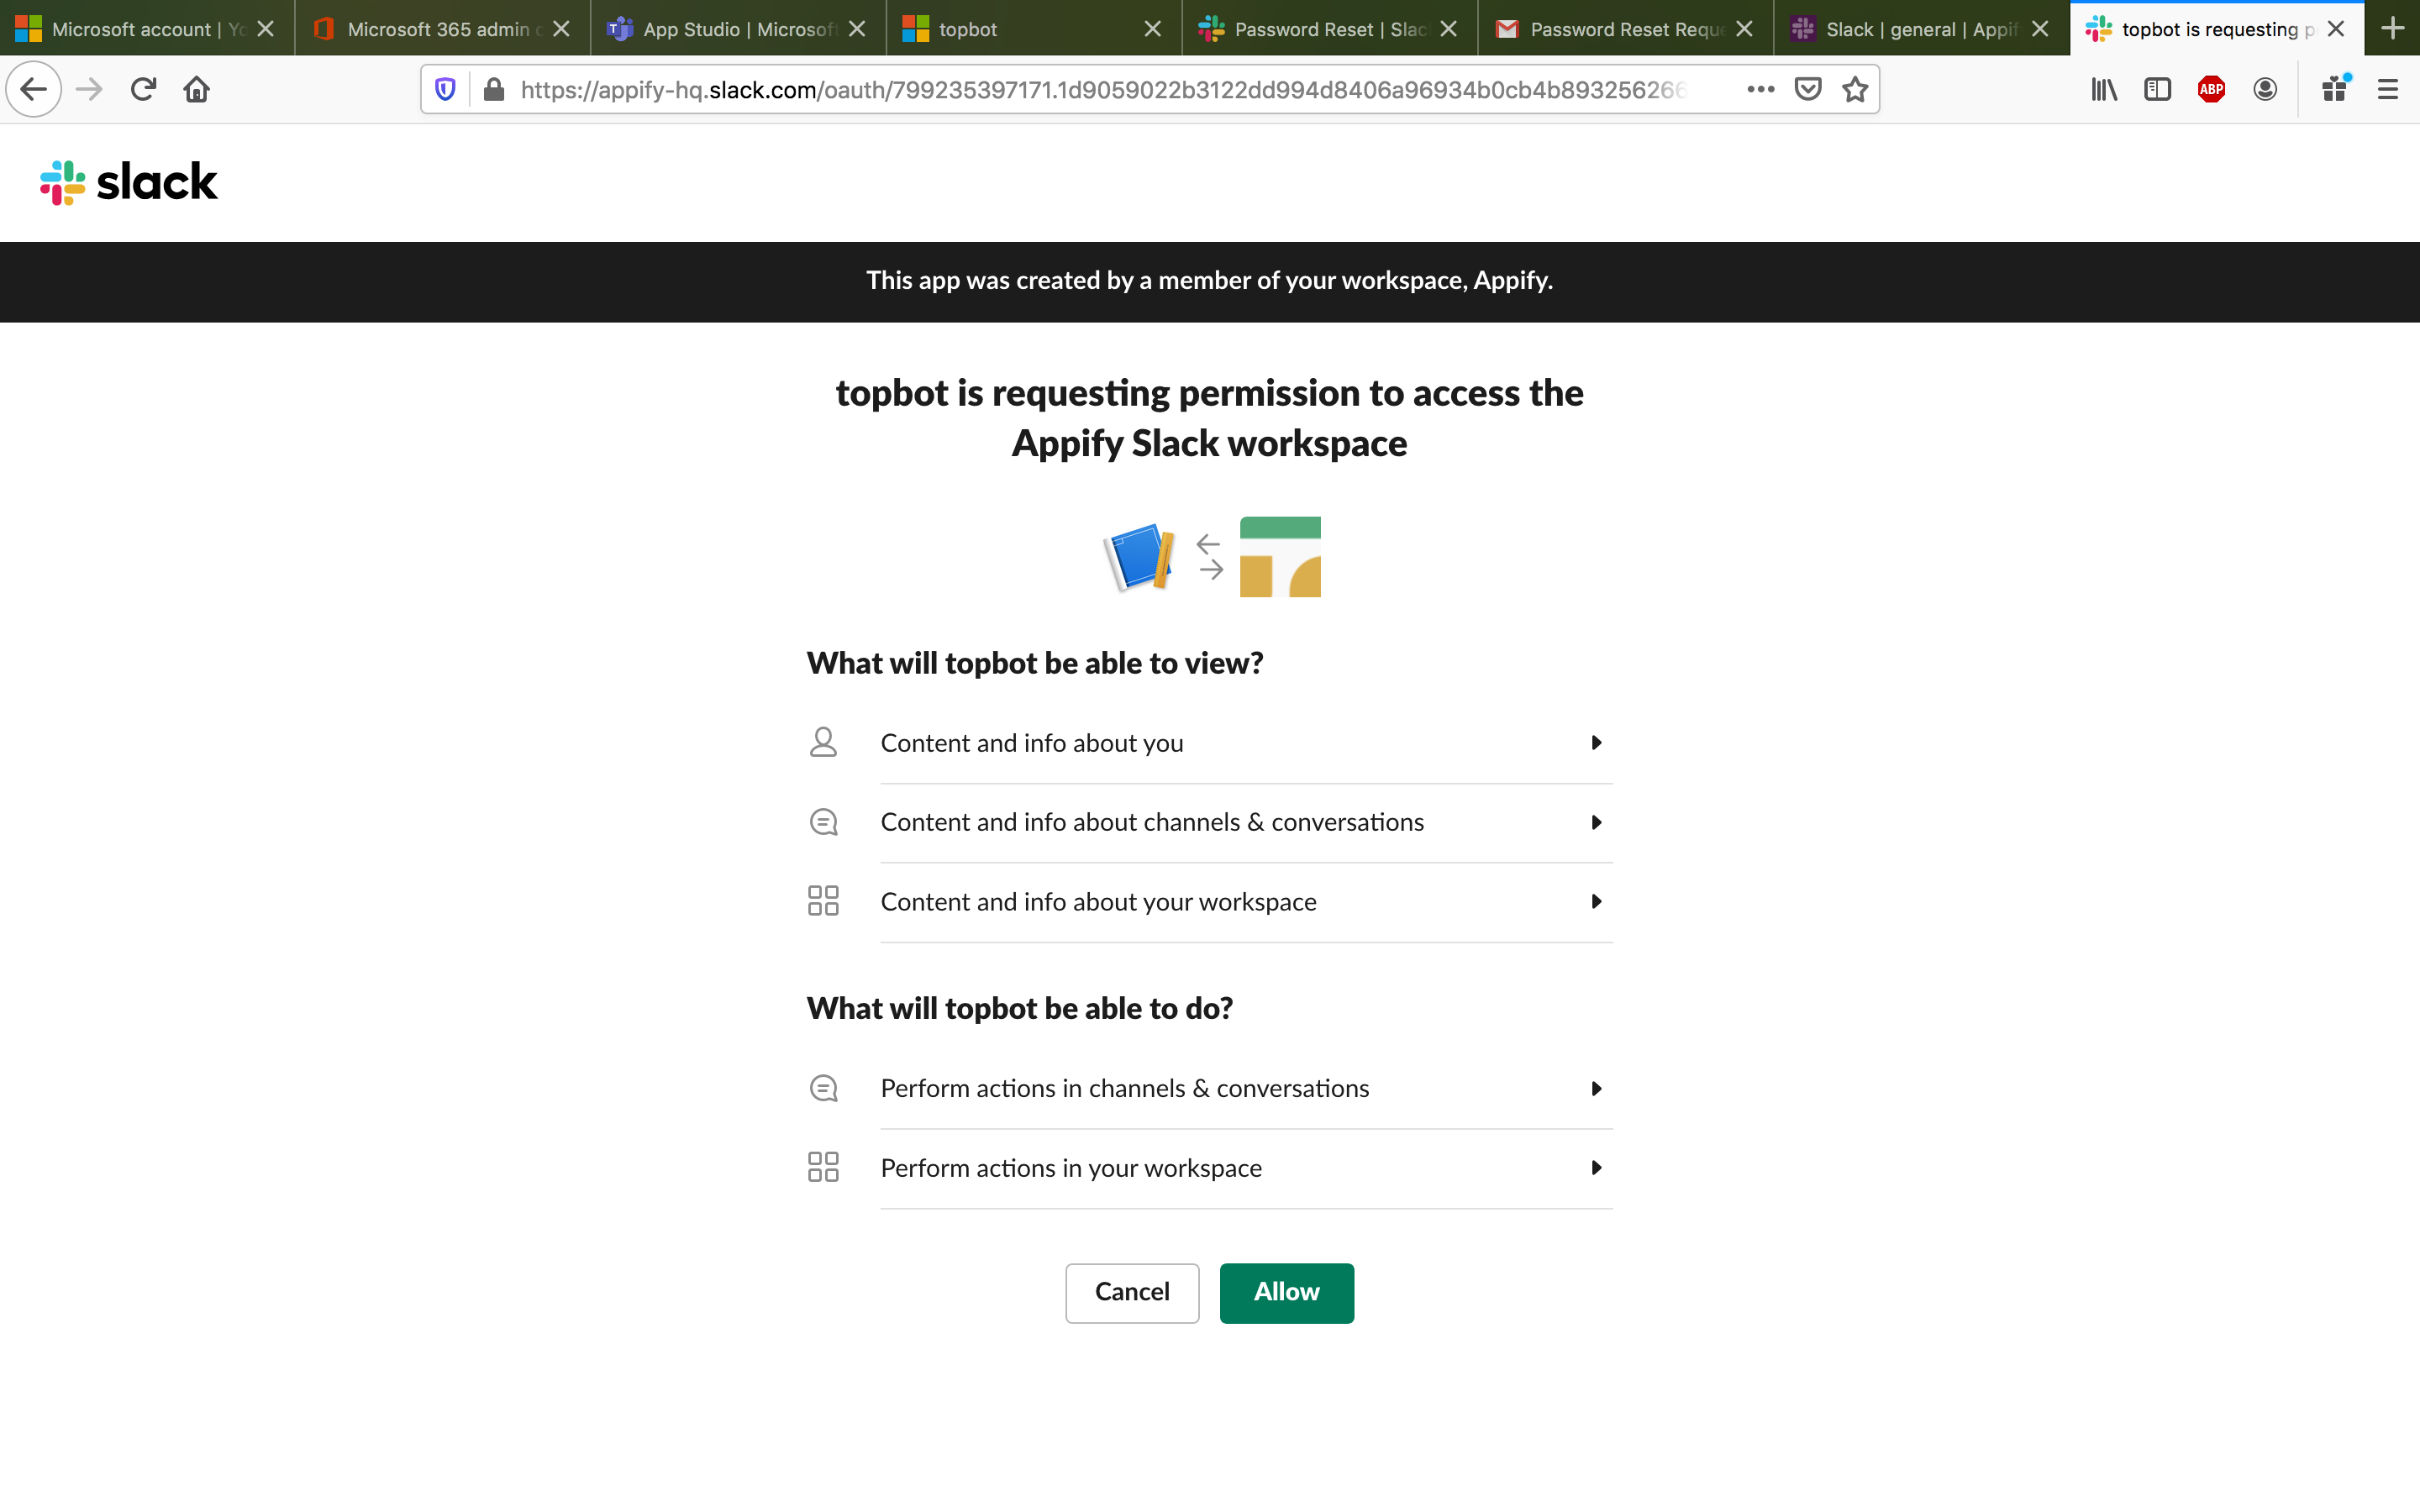 Microsoft account | Yo
Microsoft 365 admin c
App Studio | Microsoft
topbot
Password Reset | Slac
Password Reset Reque
Slack | general | Appif
topbot is requesting p
https://appify-hq.slack.com/oauth/799235397171.1d9059022b3122dd994d8406a96934b0cb4b893256266
ABP
slack
This app was created by a member of your workspace, Appify.
topbot is requesting permission to access the
Appify Slack workspace
What will topbot be able to view?
Content and info about you
Content and info about channels & conversations
Content and info about your workspace
What will topbot be able to do?
Perform actions in channels & conversations
Perform actions in your workspace
Cancel
Allow